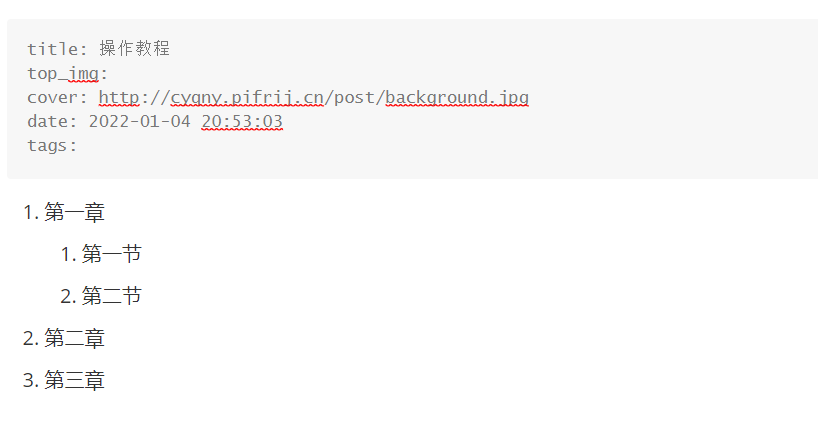 title: 操作教程
top_img:
cover: http://cyqny.pifrij.cn/post/background.jpg
date: 2022-01-04 20:53:03
tags:
1. 第一章
1. 第一节
2. 第二节
2. 第二章
3. 第三章